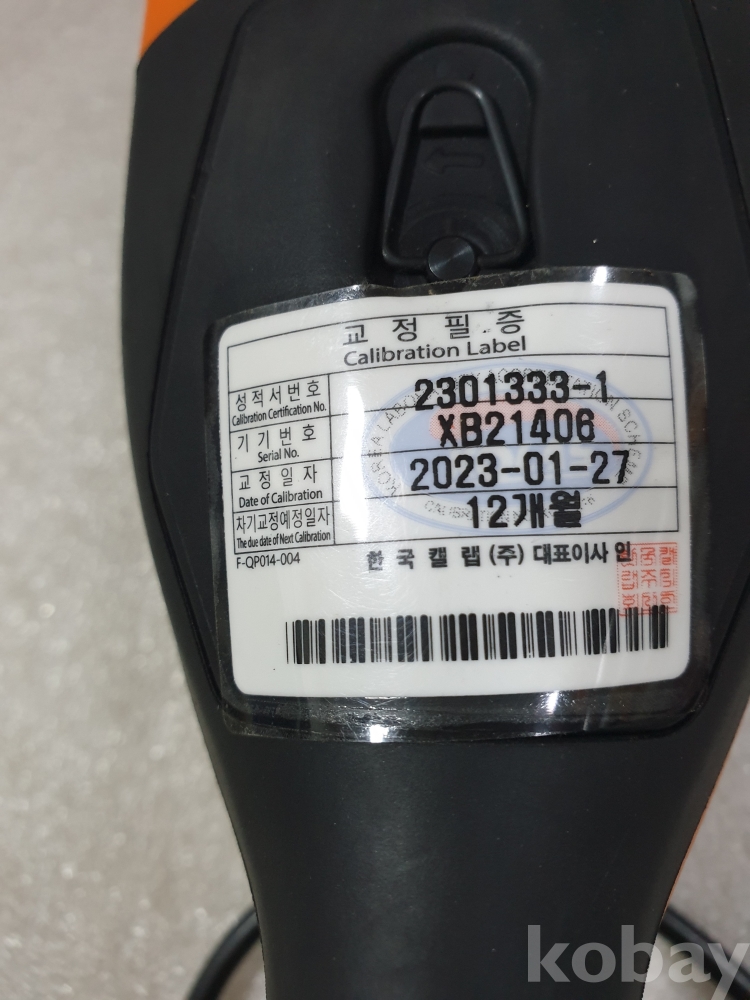 교 정 필 증
Calibration Label
성 적 서 번 호
Calibration Certification No.
2301333-1
기 기 번 호
Serial No.
XB21406
교 정 일 자
Date of Calibration
2023-01-27
차기교정예정일자
The due date of Next Calibration
12개월
F-QP014-004
한 국 캘 랩 (주) 대표이사 인
kobay